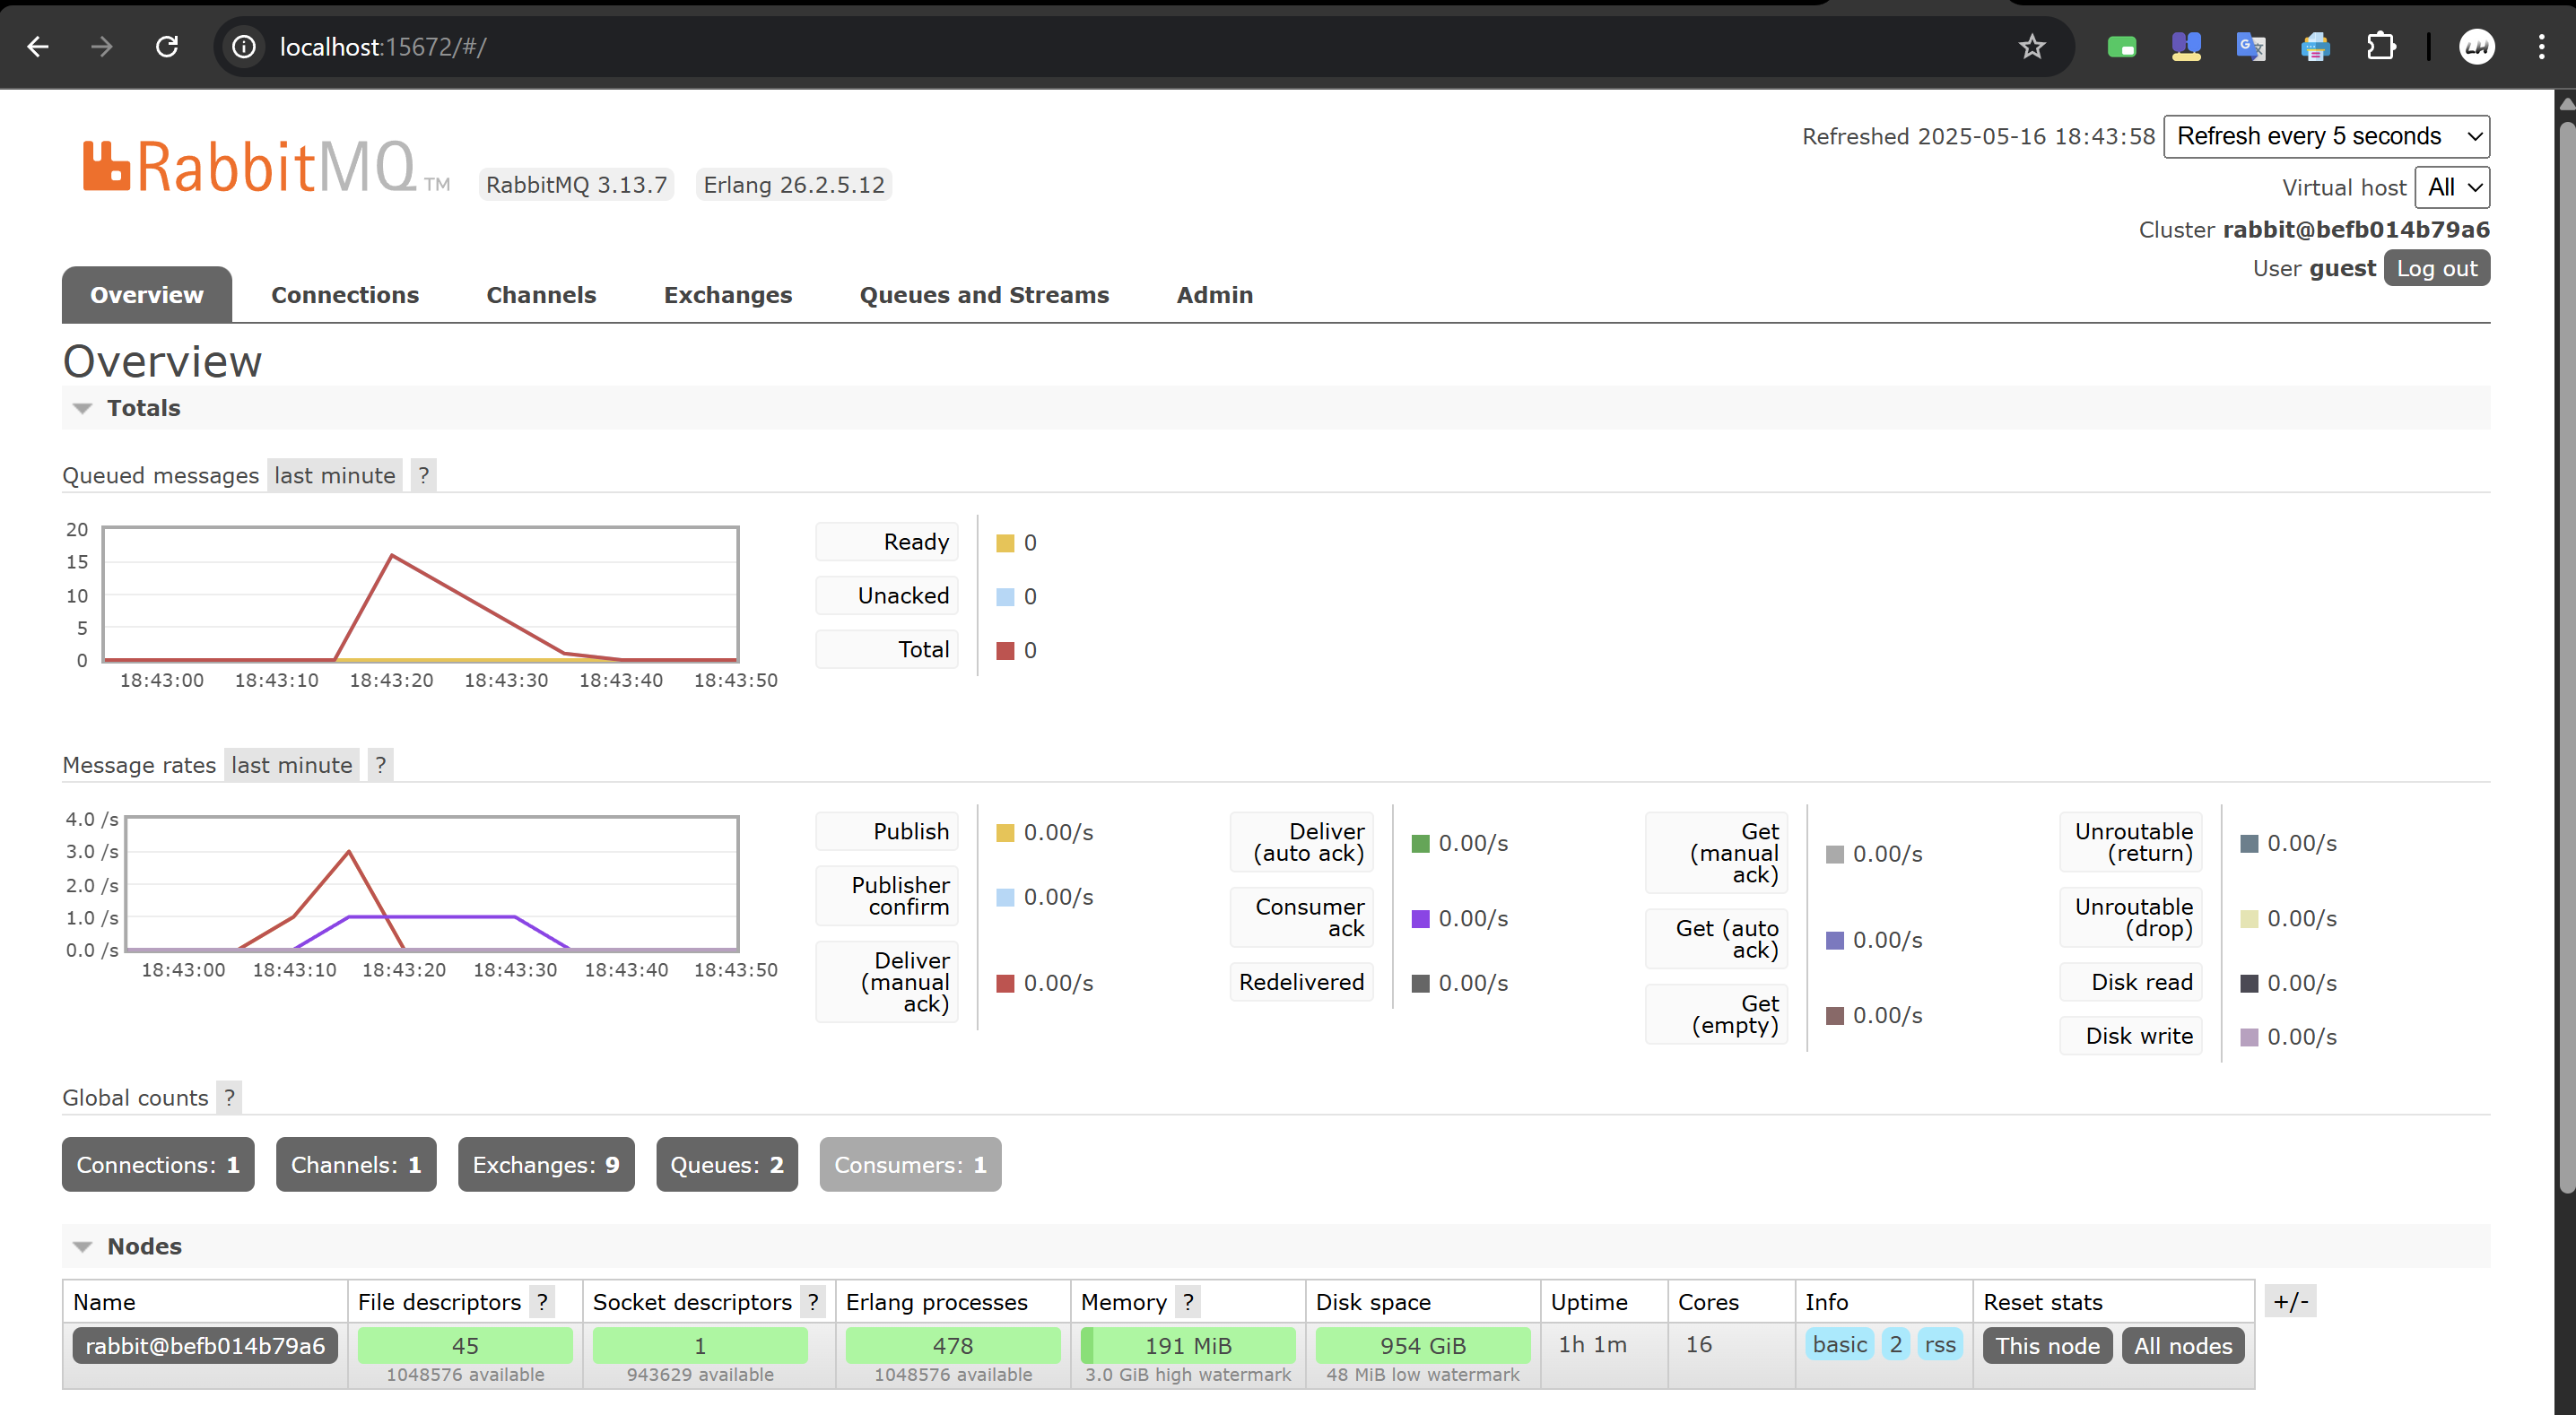 localhost:15672/#/
LH
RabbitMQ TM
RabbitMQ 3.13.7 Erlang 26.2.5.12
Refreshed 2025-05-16 18:43:58 Refresh every 5 seconds
Virtual host All
Cluster rabbit@befb014b79a6
User guest Log out
Overview Connections Channels Exchanges Queues and Streams Admin
Overview
Totals
Queued messages last minute ?
20
15
10
5
0
18:43:00 18:43:10 18:43:20 18:43:30 18:43:40 18:43:50
Ready 0
Unacked 0
Total 0
Message rates last minute ?
4.0 /s
3.0 /s
2.0 /s
1.0 /s
0.0 /s
18:43:00 18:43:10 18:43:20 18:43:30 18:43:40 18:43:50
Publish 0.00/s
Publisher
confirm 0.00/s
Deliver
(manual 0.00/s
ack)
Deliver
(auto ack) 0.00/s
Consumer
ack 0.00/s
Redelivered 0.00/s
Get
(manual 0.00/s
ack)
Get (auto
ack) 0.00/s
Get
(empty) 0.00/s
Unroutable
(return) 0.00/s
Unroutable
(drop) 0.00/s
Disk read 0.00/s
Disk write 0.00/s
Global counts ?
Connections: 1 Channels: 1 Exchanges: 9 Queues: 2 Consumers: 1
Nodes
Name File descriptors ? Socket descriptors ? Erlang processes Memory ? Disk space Uptime Cores Info Reset stats +/-
rabbit@befb014b79a6 45 1 478 191 MiB 954 GiB 1h 1m 16 basic 2 rss This node All nodes
1048576 available 943629 available 1048576 available 3.0 GiB high watermark 48 MiB low watermark